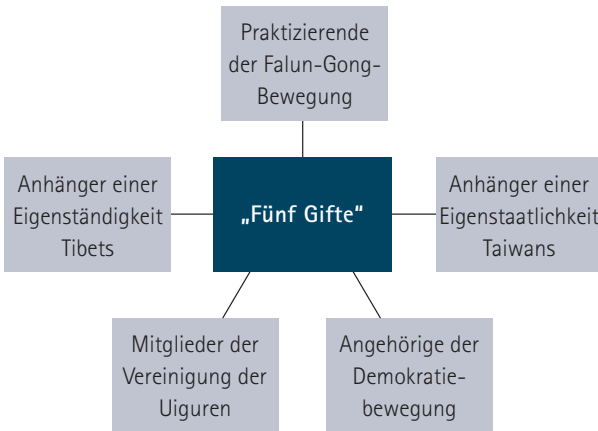 Praktizierende
der Falun-Gong-
Bewegung
Anhänger einer
Eigenständigkeit
Tibets
„Fünf Gifte“
Anhänger einer
Eigenstaatlichkeit
Taiwans
Mitglieder der
Vereinigung der
Uiguren
Angehörige der
Demokratie-
bewegung